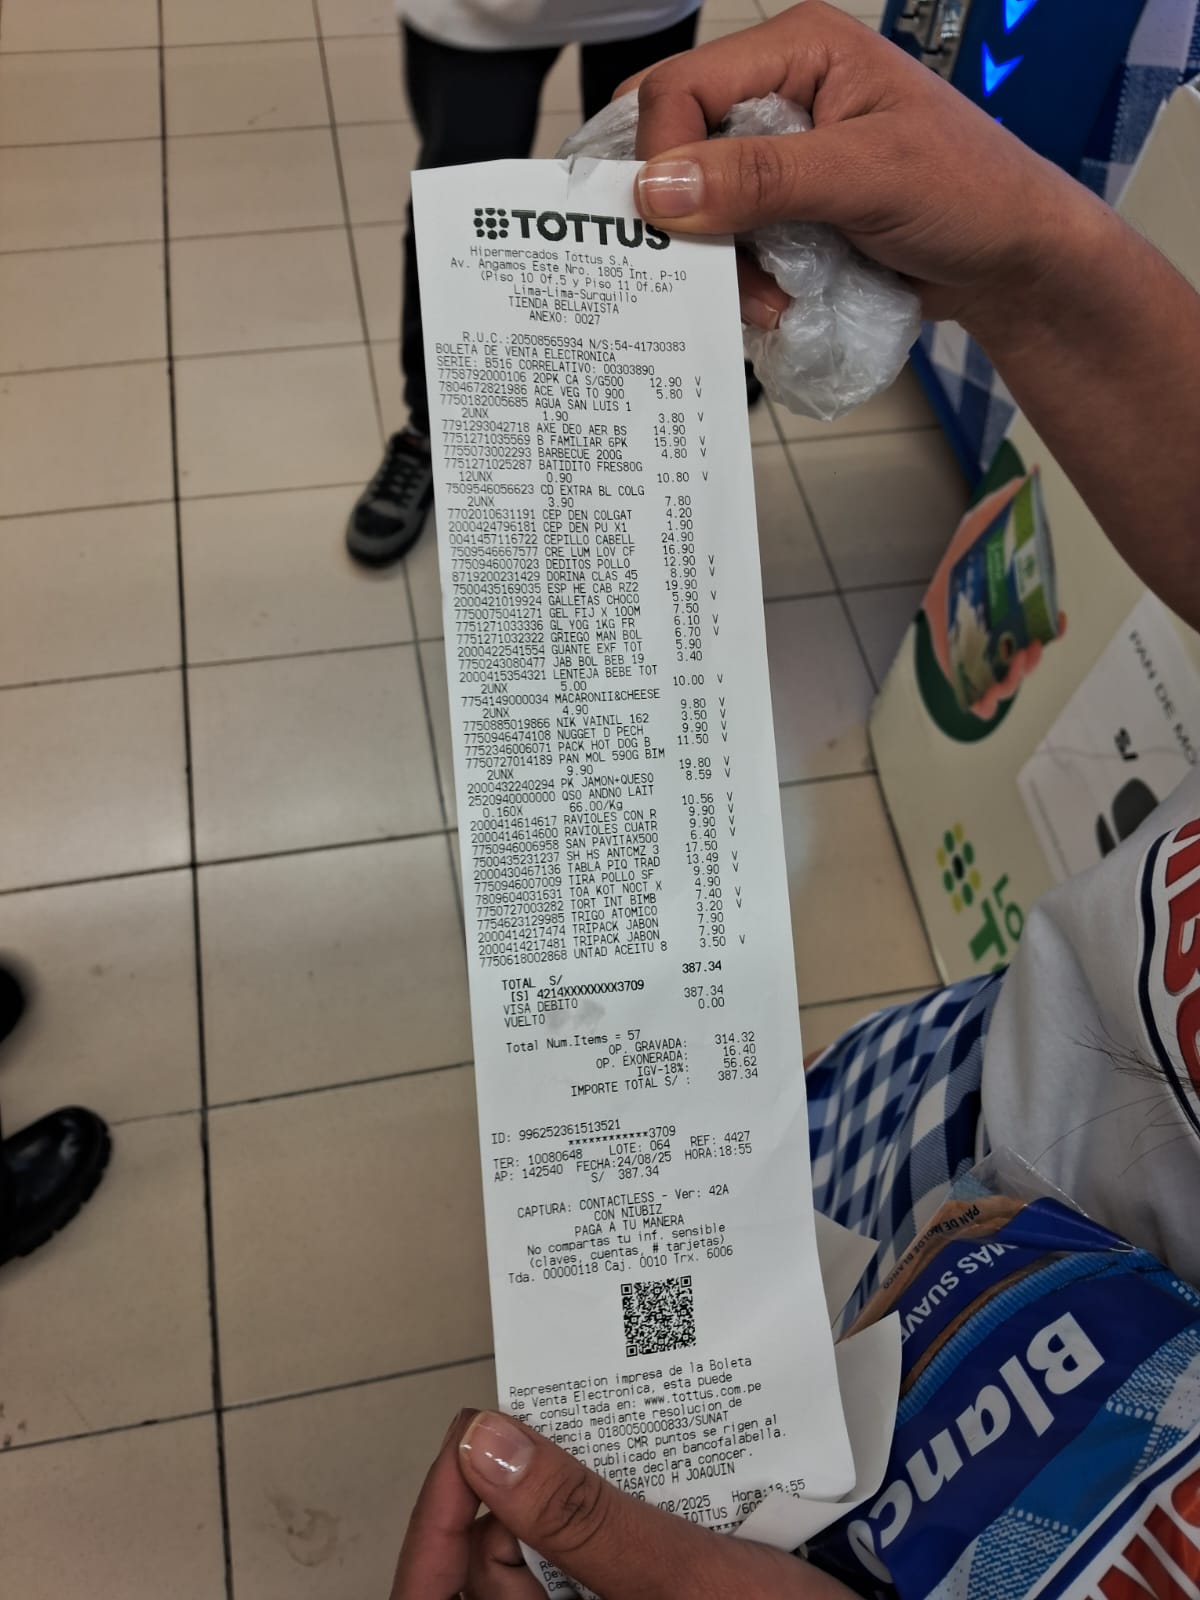 TOTTUS
Hipermercados Tottus S.A.
Av. Angamos Este Nro. 1805 Int. P-10
(Piso 10 Of.5 y Piso 11 Of.6A)
Lima-Lima-Surquillo
TIENDA BELLAVISTA
ANEXO: 0027
R.U.C.:20508565934 N/S:54-41730383
BOLETA DE VENTA ELECTRONICA
SERIE: B516 CORRELATIVO: 00303890
7758792000106 20PK CA S/G500 12.90 V
7804672821986 ACE VEG TO 900 5.80 V
7750182005685 AGUA SAN LUIS 1
2UNX 1.90 3.80 V
7791293042718 AXE DEO AER BS 14.90
7751271035569 B FAMILIAR 6PK 15.90 V
7755073002293 BARBECUE 200G 4.80 V
7751271025287 BATIDITO FRES80G
12UNX 0.90 10.80 V
7509546056623 CD EXTRA BL COLG
2UNX 3.90 7.80
7702010631191 CEP DEN COLGAT 4.20
2000424796181 CEP DEN PU X1 1.90
0041457116722 CEPILLO CABELL 24.90
7509546667577 CRE LUM LOV CF 16.90
7750946007023 DEDITOS POLLO 12.90 V
8719200231429 DORINA CLAS 45 8.90 V
7500435169035 ESP HE CAB RZ2 19.90
2000421019924 GALLETAS CHOCO 5.90 V
7750075041271 GEL FIJ X 100M 7.50
7751271033336 GL YOG 1KG FR 6.10 V
7751271032322 GRIEGO MAN BOL 6.70 V
2000422541554 GUANTE EXF TOT 5.90
7750243080477 JAB BOL BEB 19 3.40
2000415354321 LENTEJA BEBE TOT
2UNX 5.00 10.00 V
7754149000034 MACARONII&CHEESE
2UNX 4.90 9.80 V
7750885019866 NIK VAINIL 162 3.50 V
7750946474108 NUGGET D PECH 9.90 V
7752346006071 PACK HOT DOG B 11.50 V
7750727014189 PAN MOL 590G BIM
2UNX 9.90 19.80 V
2000432240294 PK JAMON+QUESO 8.59 V
2520940000000 QSO ANDNO LAIT
0.160X 66.00/Kg 10.56 V
2000414614617 RAVIOLES CON R 9.90 V
2000414614600 RAVIOLES CUATR 9.90 V
7750946006958 SAN PAVITAX500 6.40 V
7500435231237 SH HS ANTCMZ 3 17.50
2000430467136 TABLA PIQ TRAD 13.49 V
7750946007009 TIRA POLLO SF 9.90 V
7809604031631 TOA KOT NOCT X 4.90
7750727003282 TORT INT BIMB 7.40 V
7754623129985 TRIGO ATOMICO 3.20 V
2000414217474 TRIPACK JABON 7.90
2000414217481 TRIPACK JABON 7.90
7750618002868 UNTAD ACEITU 8 3.50 V
TOTAL S/ 387.34
[S] 4214XXXXXXXX3709
VISA DEBITO 387.34
VUELTO 0.00
Total Num.Items = 57
OP. GRAVADA: 314.32
OP. EXONERADA: 16.40
IGV-18%: 56.62
IMPORTE TOTAL S/ : 387.34
ID: 996252361513521
************3709
TER: 10080648 LOTE: 064 REF: 4427
AP: 142540 FECHA:24/08/25 HORA:18:55
S/ 387.34
CAPTURA: CONTACTLESS - Ver: 42A
CON NIUBIZ
PAGA A TU MANERA
No compartas tu inf. sensible
(claves, cuentas, # tarjetas)
Tda. 00000118 Caj. 0010 Trx. 6006
Representacion impresa de la Boleta
de Venta Electronica, esta puede
ser consultada en: www.tottus.com.pe
mediante resolucion de
0180050000833/SUNAT
CMR puntos se rigen al
publicado en bancofalabella.
declara conocer.
TASAYCO H JOAQUIN
/08/2025 Hora:18:55
TOTTUS
PAN DE MOLDE BLANCO
MÁS SUAVE
Blanco
PAN DE MO
S/
LO